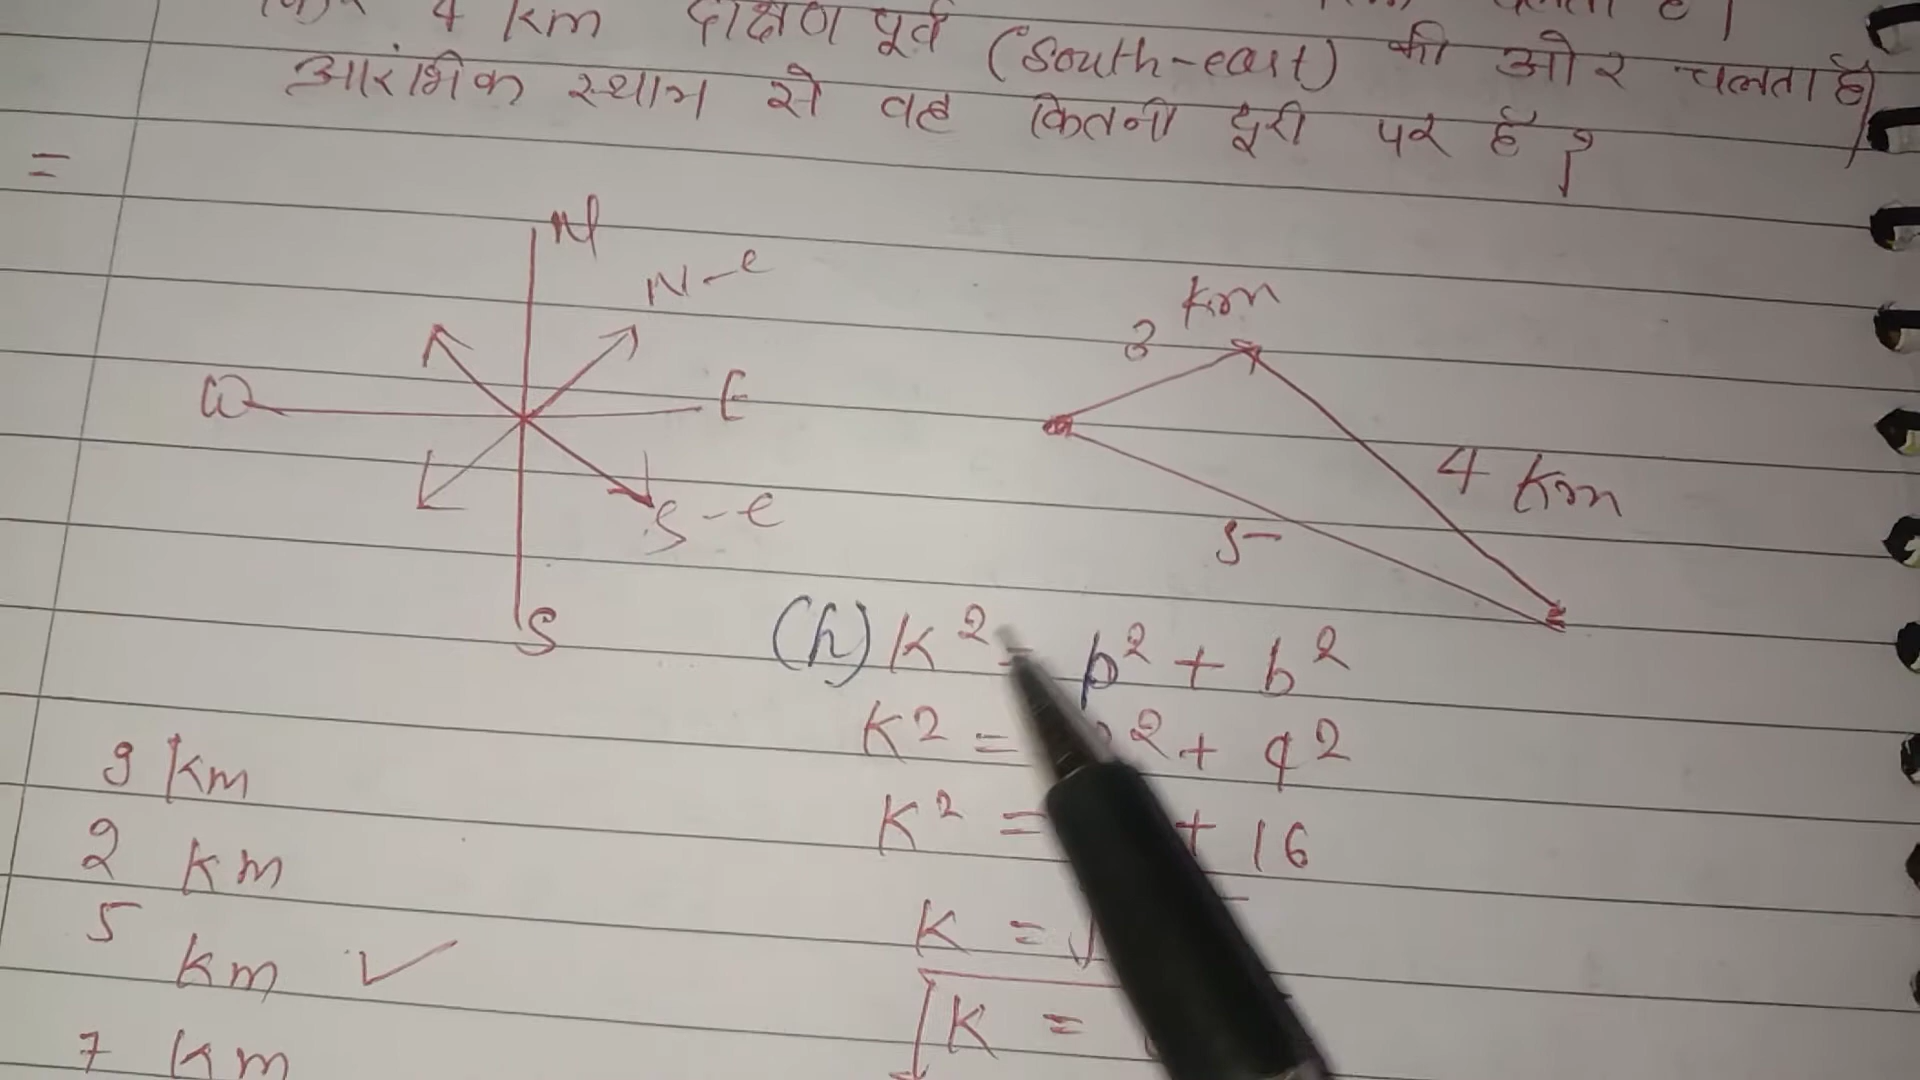 4 km दक्षिण पूर्व (South-east) की ओर चलता है।
आरंभिक स्थान से वह कितनी दूरी पर है?
=
N
N-e
W
E
S-e
S
3 km
4 km
5
(h) K² = p² + b²
K² = ² + 4²
K² = + 16
K = √
K =
9 km
2 km
5 km ✓
7 km